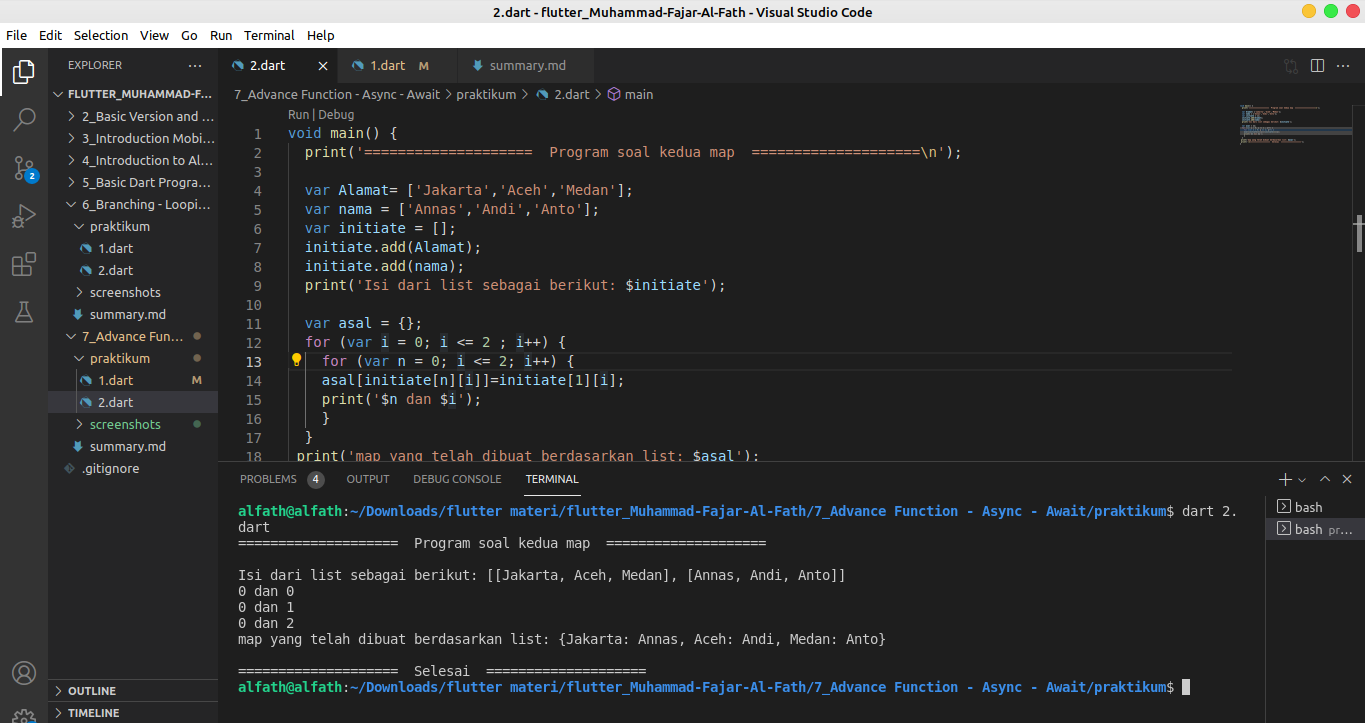 2.dart - flutter_Muhammad-Fajar-Al-Fath - Visual Studio Code
File Edit Selection View Go Run Terminal Help
EXPLORER ...
FLUTTER_MUHAMMAD-F...
2_Basic Version and ...
3_Introduction Mobi...
4_Introduction to Al...
5_Basic Dart Progra...
6_Branching - Loopi...
praktikum
1.dart
2.dart
screenshots
summary.md
7_Advance Fun...
praktikum
1.dart M
2.dart
screenshots
summary.md
.gitignore
OUTLINE
TIMELINE
2
2.dart 1.dart M summary.md ...
7_Advance Function - Async - Await > praktikum > 2.dart > main
Run | Debug
1 void main() {
2 print('==================== Program soal kedua map ====================\n');
3
4 var Alamat= ['Jakarta','Aceh','Medan'];
5 var nama = ['Annas','Andi','Anto'];
6 var initiate = [];
7 initiate.add(Alamat);
8 initiate.add(nama);
9 print('Isi dari list sebagai berikut: $initiate');
10
11 var asal = {};
12 for (var i = 0; i <= 2 ; i++) {
13 for (var n = 0; i <= 2; i++) {
14 asal[initiate[n][i]]=initiate[1][i];
15 print('$n dan $i');
16 }
17 }
18 print('map yang telah dibuat berdasarkan list: $asal');
PROBLEMS 4 OUTPUT DEBUG CONSOLE TERMINAL
alfath@alfath:~/Downloads/flutter materi/flutter_Muhammad-Fajar-Al-Fath/7_Advance Function - Async - Await/praktikum$ dart 2.
dart
==================== Program soal kedua map ====================
Isi dari list sebagai berikut: [[Jakarta, Aceh, Medan], [Annas, Andi, Anto]]
0 dan 0
0 dan 1
0 dan 2
map yang telah dibuat berdasarkan list: {Jakarta: Annas, Aceh: Andi, Medan: Anto}
==================== Selesai ====================
alfath@alfath:~/Downloads/flutter materi/flutter_Muhammad-Fajar-Al-Fath/7_Advance Function - Async - Await/praktikum$
bash
bash pr...